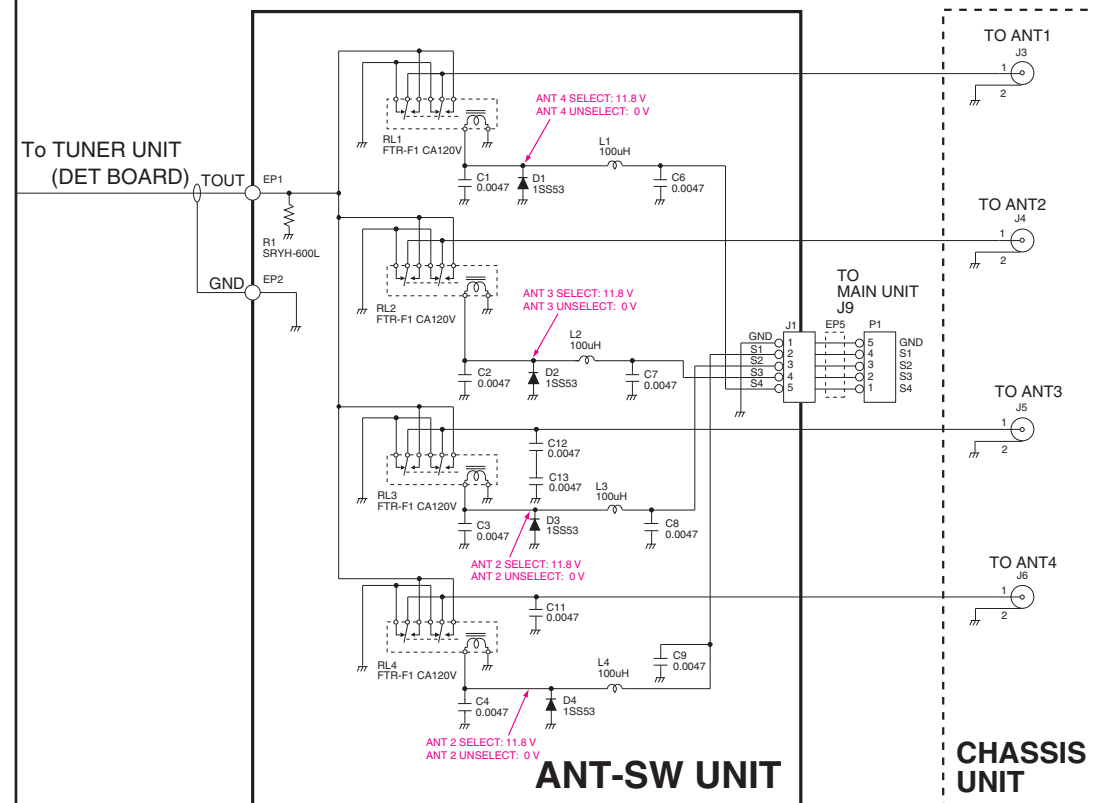 TO ANT1
J3
1
2
ANT 4 SELECT: 11.8 V
ANT 4 UNSELECT: 0 V
RL1
FTR-F1 CA120V
L1
100uH
C1
0.0047
D1
1SS53
C6
0.0047
To TUNER UNIT
(DET BOARD)
TOUT
EP1
R1
SRYH-600L
GND
EP2
TO ANT2
J4
1
2
RL2
FTR-F1 CA120V
ANT 3 SELECT: 11.8 V
ANT 3 UNSELECT: 0 V
L2
100uH
C2
0.0047
D2
1SS53
C7
0.0047
TO
MAIN UNIT
J9
J1
EP5
P1
GND 1 5 GND
S1 2 4 S1
S2 3 3 S2
S3 4 2 S3
S4 5 1 S4
TO ANT3
J5
1
2
C12
0.0047
C13
0.0047
RL3
FTR-F1 CA120V
L3
100uH
C3
0.0047
D3
1SS53
C8
0.0047
ANT 2 SELECT: 11.8 V
ANT 2 UNSELECT: 0 V
TO ANT4
J6
1
2
C11
0.0047
RL4
FTR-F1 CA120V
L4
100uH
C9
0.0047
C4
0.0047
D4
1SS53
ANT 2 SELECT: 11.8 V
ANT 2 UNSELECT: 0 V
ANT-SW UNIT
CHASSIS
UNIT